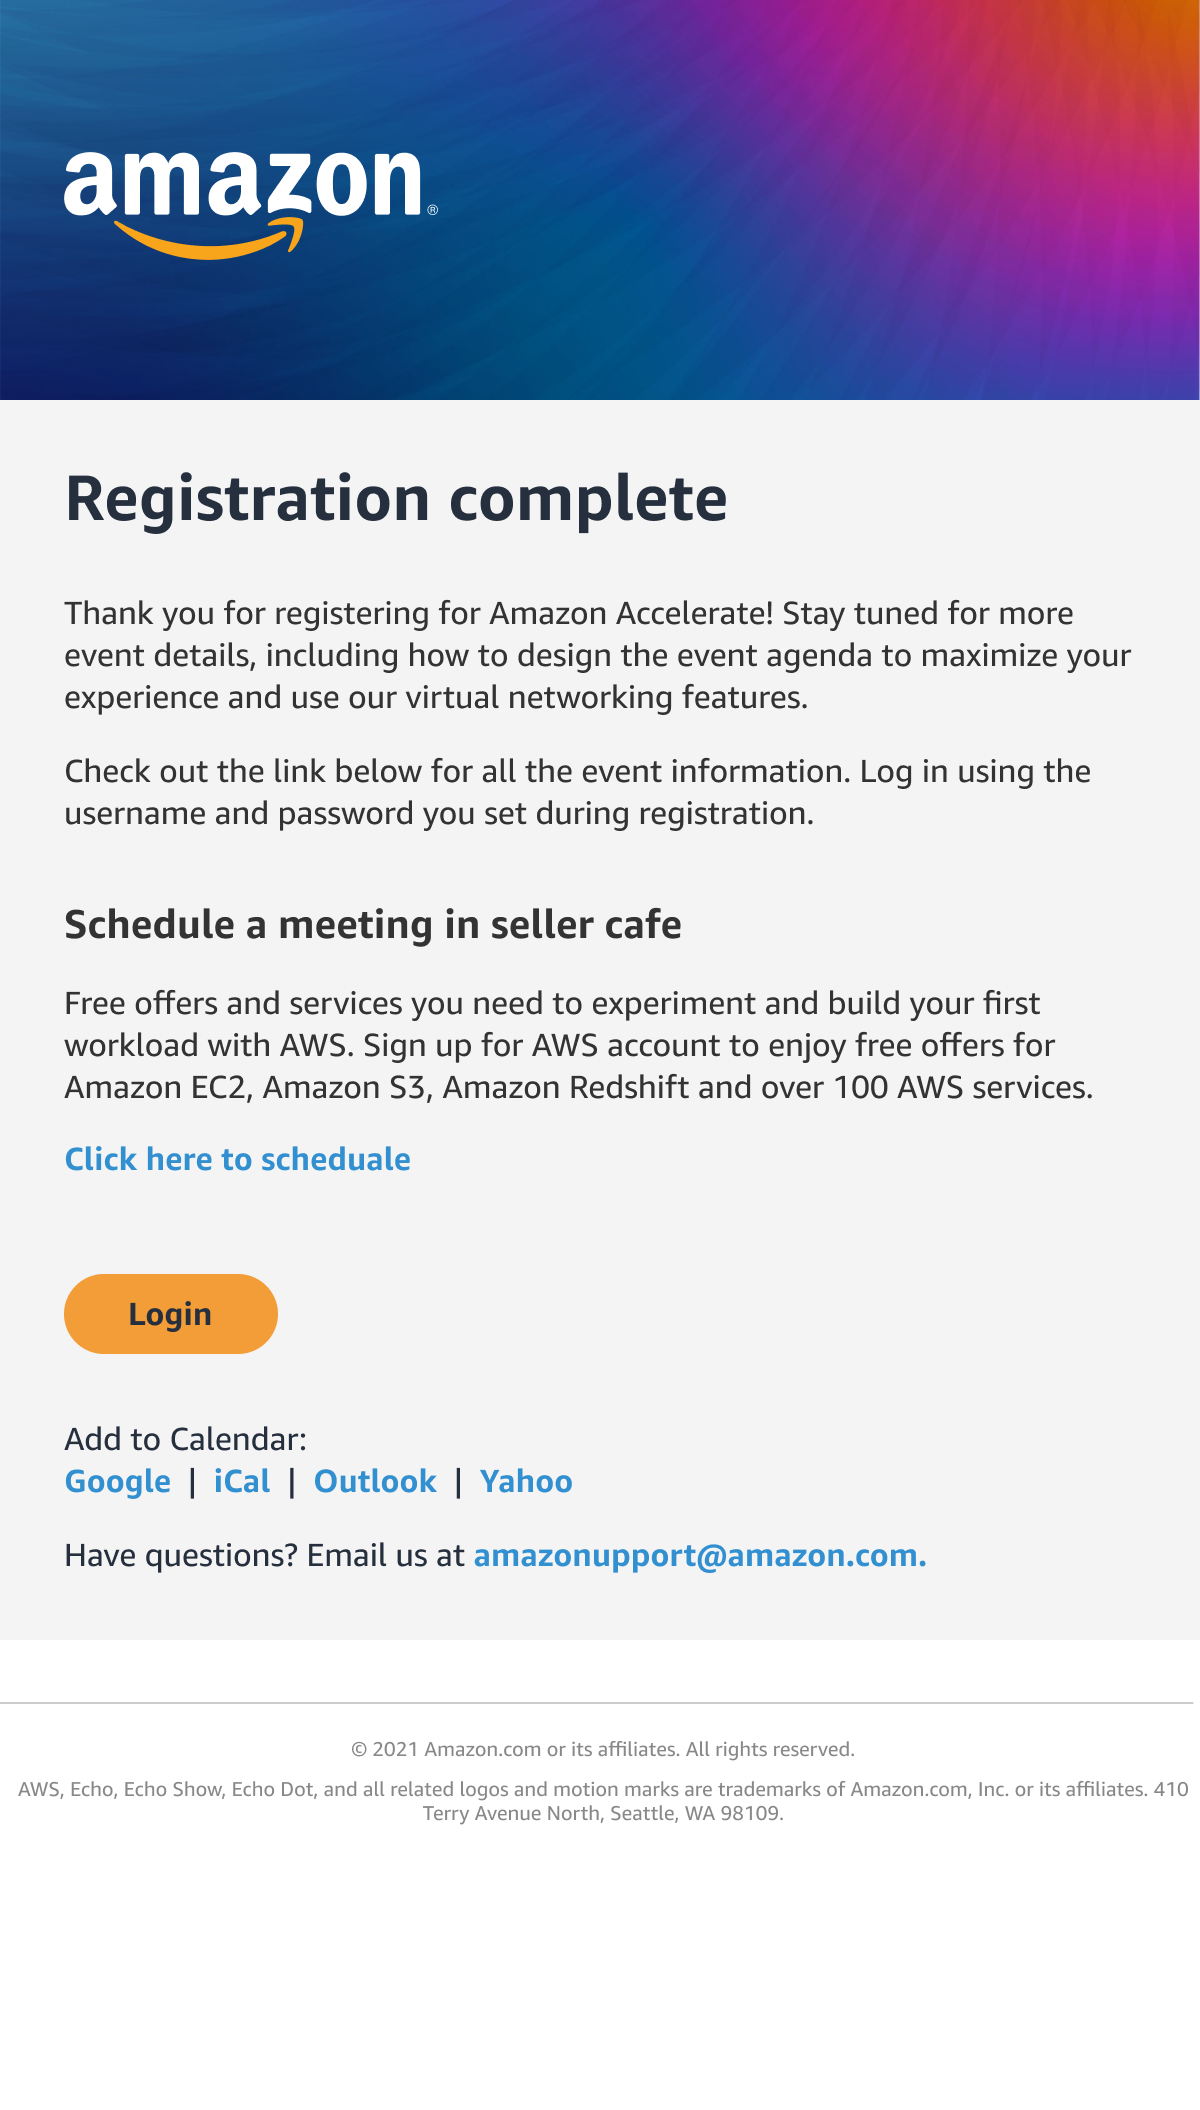 amazon®
Registration complete
Thank you for registering for Amazon Accelerate! Stay tuned for more
event details, including how to design the event agenda to maximize your
experience and use our virtual networking features.
Check out the link below for all the event information. Log in using the
username and password you set during registration.
Schedule a meeting in seller cafe
Free offers and services you need to experiment and build your first
workload with AWS. Sign up for AWS account to enjoy free offers for
Amazon EC2, Amazon S3, Amazon Redshift and over 100 AWS services.
Click here to scheduale
Login
Add to Calendar:
Google | iCal | Outlook | Yahoo
Have questions? Email us at amazonupport@amazon.com.
© 2021 Amazon.com or its affiliates. All rights reserved.
AWS, Echo, Echo Show, Echo Dot, and all related logos and motion marks are trademarks of Amazon.com, Inc. or its affiliates. 410
Terry Avenue North, Seattle, WA 98109.